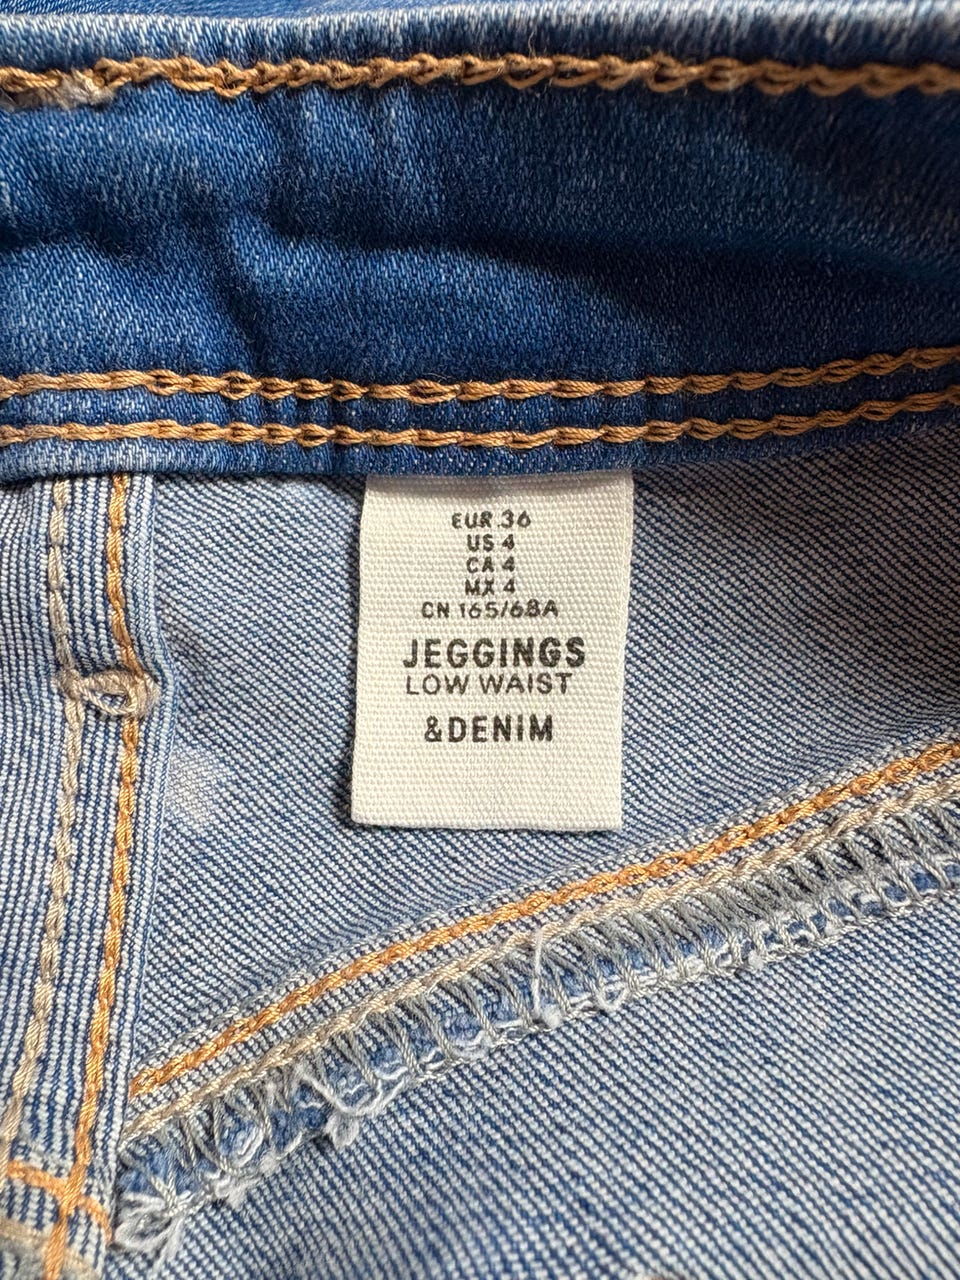 EUR 36
US 4
CA 4
MX 4
CN 165/68A
JEGGINGS
LOW WAIST
&DENIM